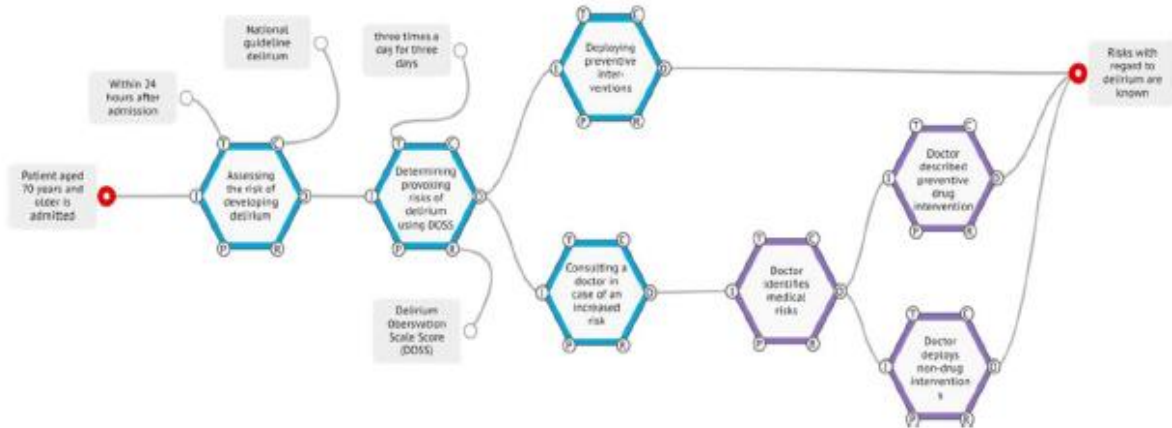 National
guideline
delirium
three times a
day for three
days
Within 24
hours after
admission
Patient aged
70 years and
older is
admitted
T
C
I
O
P
R
Assessing
the risk of
developing
delirium
T
C
I
O
P
R
Determining
provoking
risks of
delirium
using DOSS
Delirium
Obersvation
Scale Score
(DOSS)
T
C
I
O
P
R
Deploying
preventive
inter-
ventions
T
C
I
O
P
R
Consulting a
doctor in
case of an
increased
risk
T
C
I
O
P
R
Doctor
identifies
medical
risks
T
C
I
O
P
R
Doctor
described
preventive
drug
intervention
T
C
I
O
P
R
Doctor
deploys
non-drug
intervention
s
Risks with
regard to
delirium are
known